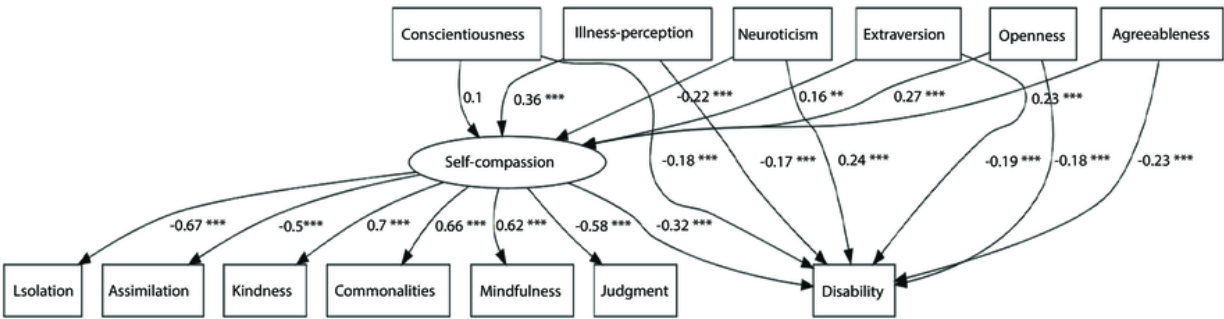 Conscientiousness
Illness-perception
Neuroticism
Extraversion
Openness
Agreeableness
0.1
0.36 ***
-0.22 ***
0.16 **
0.27 ***
0.23 ***
Self-compassion
-0.18 ***
-0.17 ***
0.24 ***
-0.19 ***
-0.18 ***
-0.23 ***
-0.67 ***
-0.5***
0.7 ***
0.66 ***
0.62 ***
-0.58 ***
-0.32 ***
Lsolation
Assimilation
Kindness
Commonalities
Mindfulness
Judgment
Disability